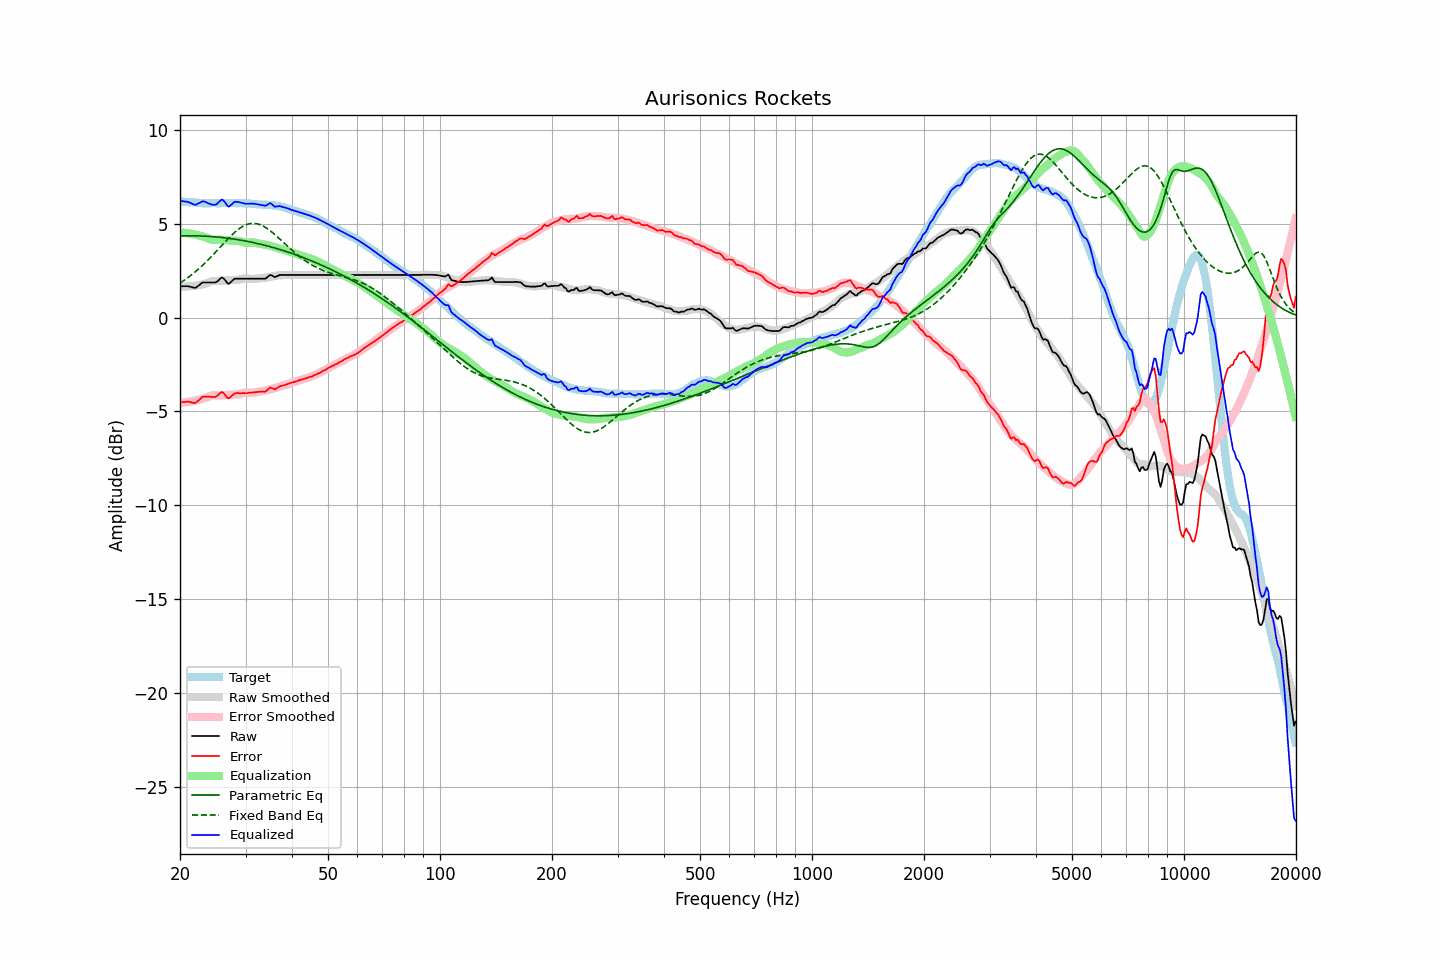 Aurisonics Rockets
10
5
0
−5
−10
−15
−20
−25
Amplitude (dBr)
Target
Raw Smoothed
Error Smoothed
Raw
Error
Equalization
Parametric Eq
Fixed Band Eq
Equalized
20 50 100 200 500 1000 2000 5000 10000 20000
Frequency (Hz)